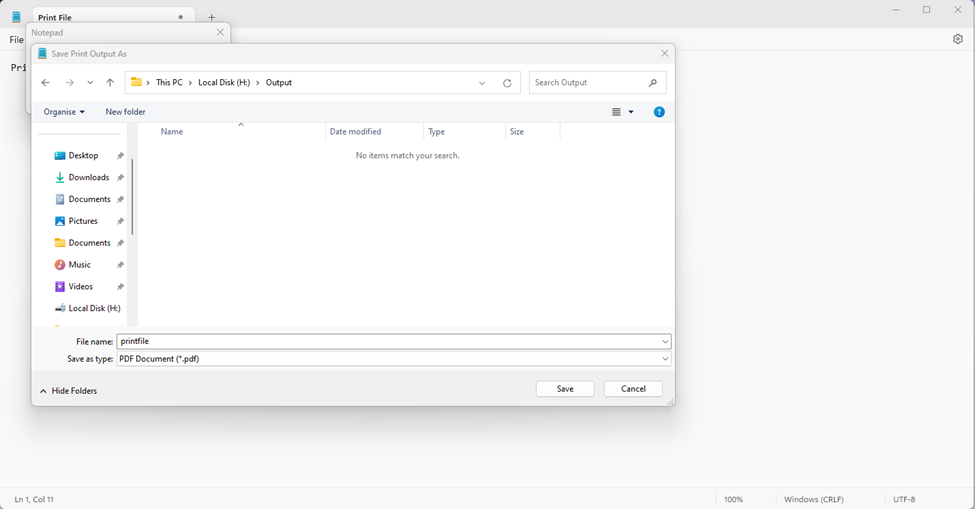 Print File
File
Notepad
Pri
Save Print Output As
This PC > Local Disk (H:) > Output
Search Output
Organise
New folder
Name
Date modified
Type
Size
No items match your search.
Desktop
Downloads
Documents
Pictures
Documents
Music
Videos
Local Disk (H:)
File name: printfile
Save as type: PDF Document (*.pdf)
Hide Folders
Save
Cancel
Ln 1, Col 11
100%
Windows (CRLF)
UTF-8